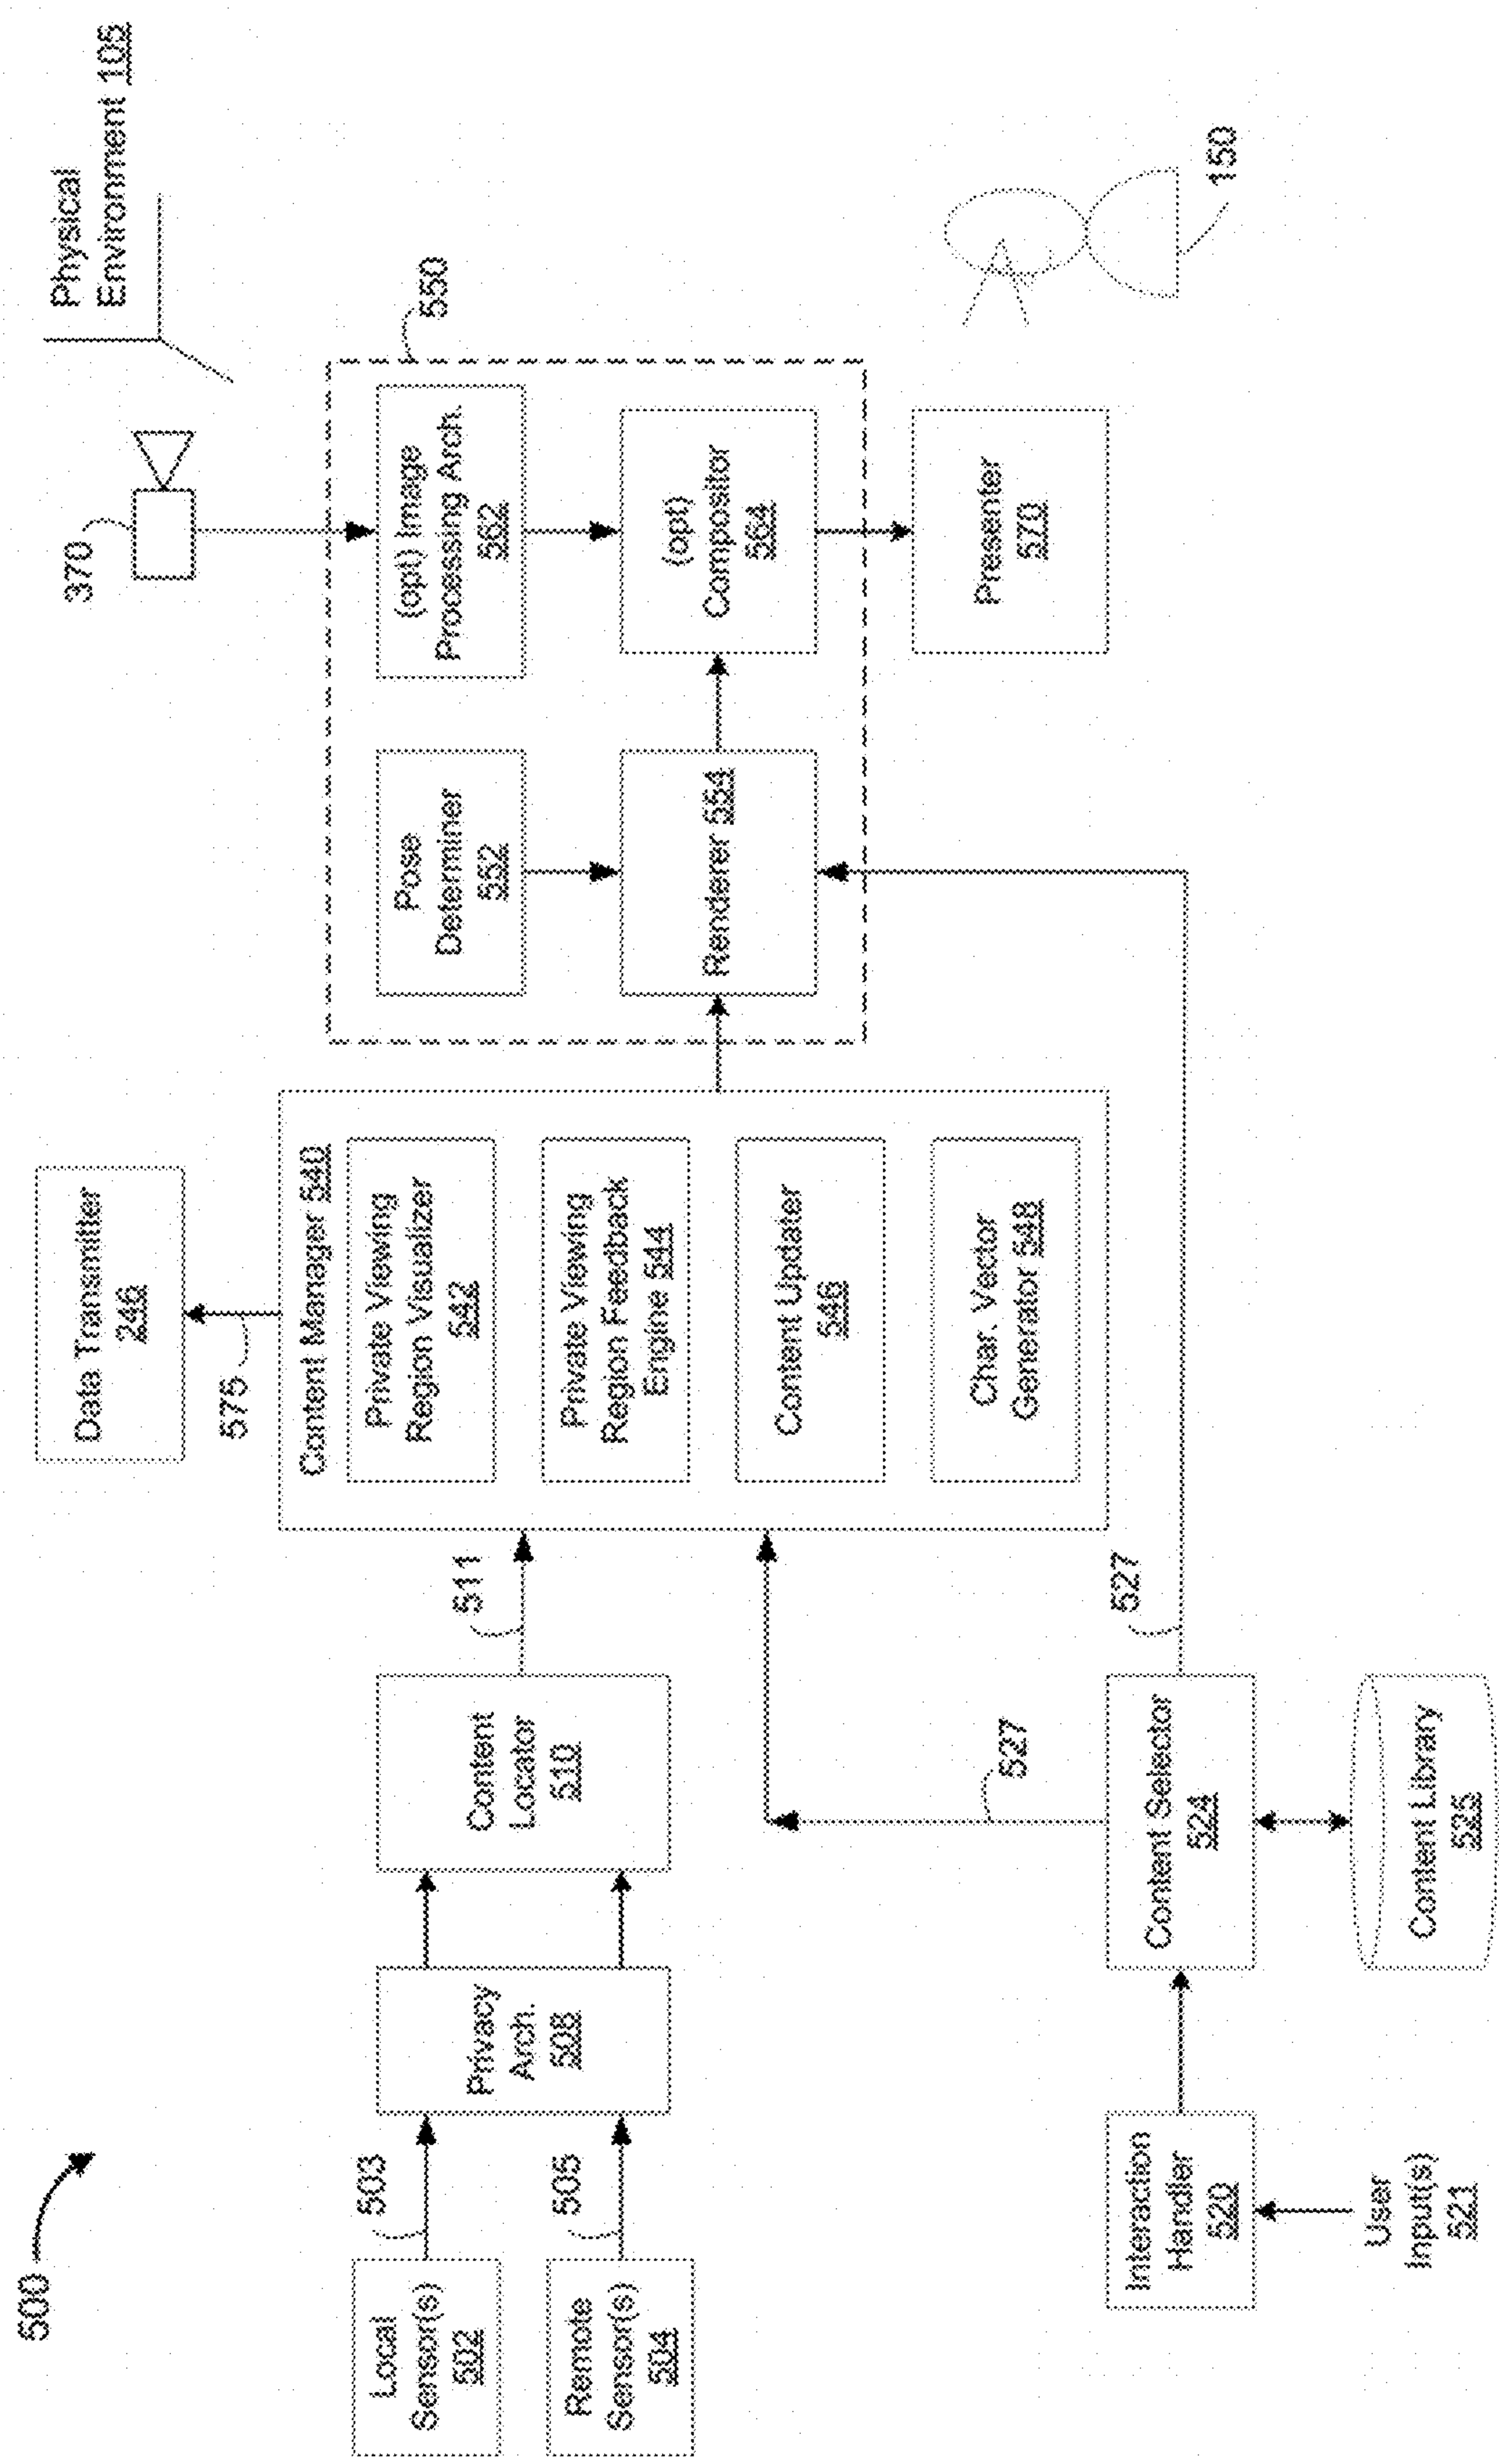 500
Local
Sensor(s)
502
Remote
Sensor(s)
504
503
505
Privacy
Arch.
508
Content
Locator
510
511
Interaction
Handler
520
User
Input(s)
521
Content Selector
524
Content Library
525
527
527
Data Transmitter
246
575
Content Manager 540
Private Viewing
Region Visualizer
542
Private Viewing
Region Feedback
Engine 544
Content Updater
546
Char. Vector
Generator 548
550
Pose
Determiner
552
Renderer 554
(opt) Image
Processing Arch.
562
(opt)
Compositor
564
Presenter
570
370
Physical
Environment 105
150